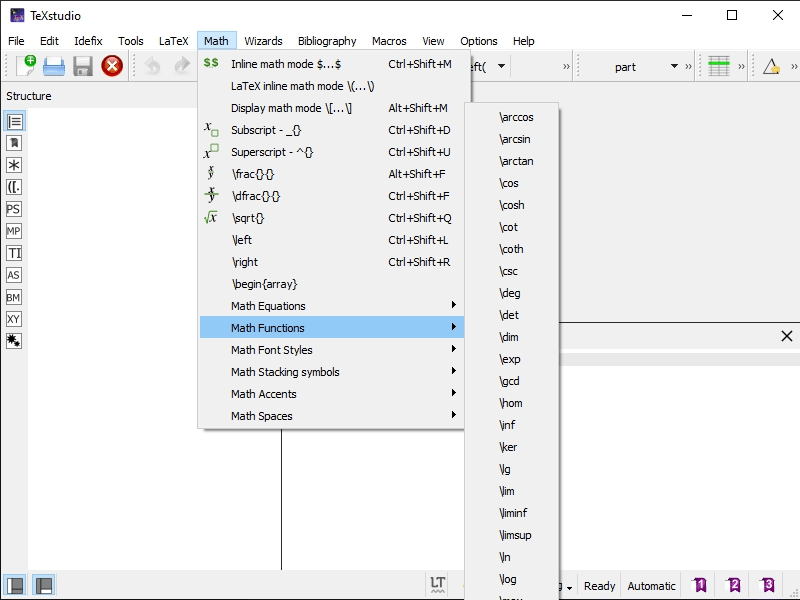 TeXstudio
File Edit Idefix Tools LaTeX Math Wizards Bibliography Macros View Options Help
eft( part
Structure
Inline math mode $...$ Ctrl+Shift+M
LaTeX inline math mode \(...\)
Display math mode \[...\] Alt+Shift+M
Subscript - _{} Ctrl+Shift+D
Superscript - ^{} Ctrl+Shift+U
\frac{}{} Alt+Shift+F
\dfrac{}{} Ctrl+Shift+F
\sqrt{} Ctrl+Shift+Q
\left Ctrl+Shift+L
\right Ctrl+Shift+R
\begin{array}
Math Equations
Math Functions
Math Font Styles
Math Stacking symbols
Math Accents
Math Spaces
\arccos
\arcsin
\arctan
\cos
\cosh
\cot
\coth
\csc
\deg
\det
\dim
\exp
\gcd
\hom
\inf
\ker
\lg
\lim
\liminf
\limsup
\ln
\log
PS
MP
TI
AS
BM
XY
LT
Ready Automatic 1 2 3